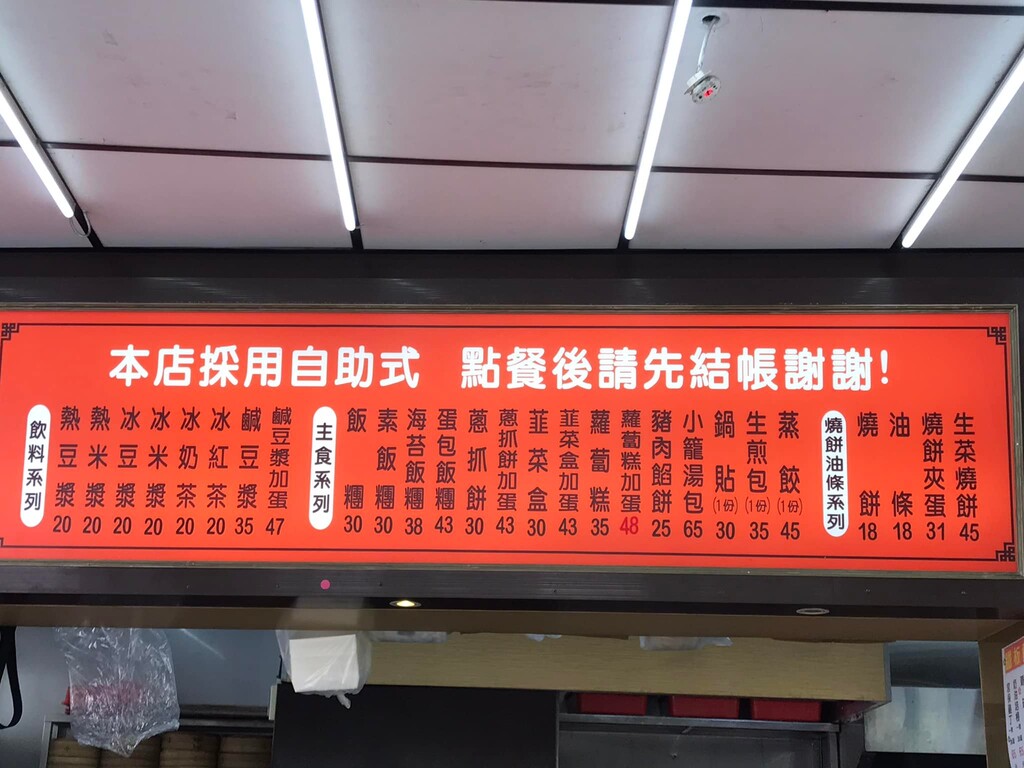 本店採用自助式 點餐後請先結帳謝謝!
飲料系列
熱豆漿 20
熱米漿 20
冰豆漿 20
冰米漿 20
冰奶茶 20
冰紅茶 20
鹹豆漿 35
鹹豆漿加蛋 47
主食系列
飯糰 30
素飯糰 30
海苔飯糰 38
蛋包飯糰 43
蔥抓餅 30
蔥抓餅加蛋 43
韮菜盒 30
韮菜盒加蛋 43
蘿蔔糕 35
蘿蔔糕加蛋 48
豬肉餡餅 25
小籠湯包 65
鍋貼(1份) 30
生煎包(1份) 35
蒸餃(1份) 45
燒餅油條系列
燒餅 18
油條 18
燒餅夾蛋 31
生菜燒餅 45